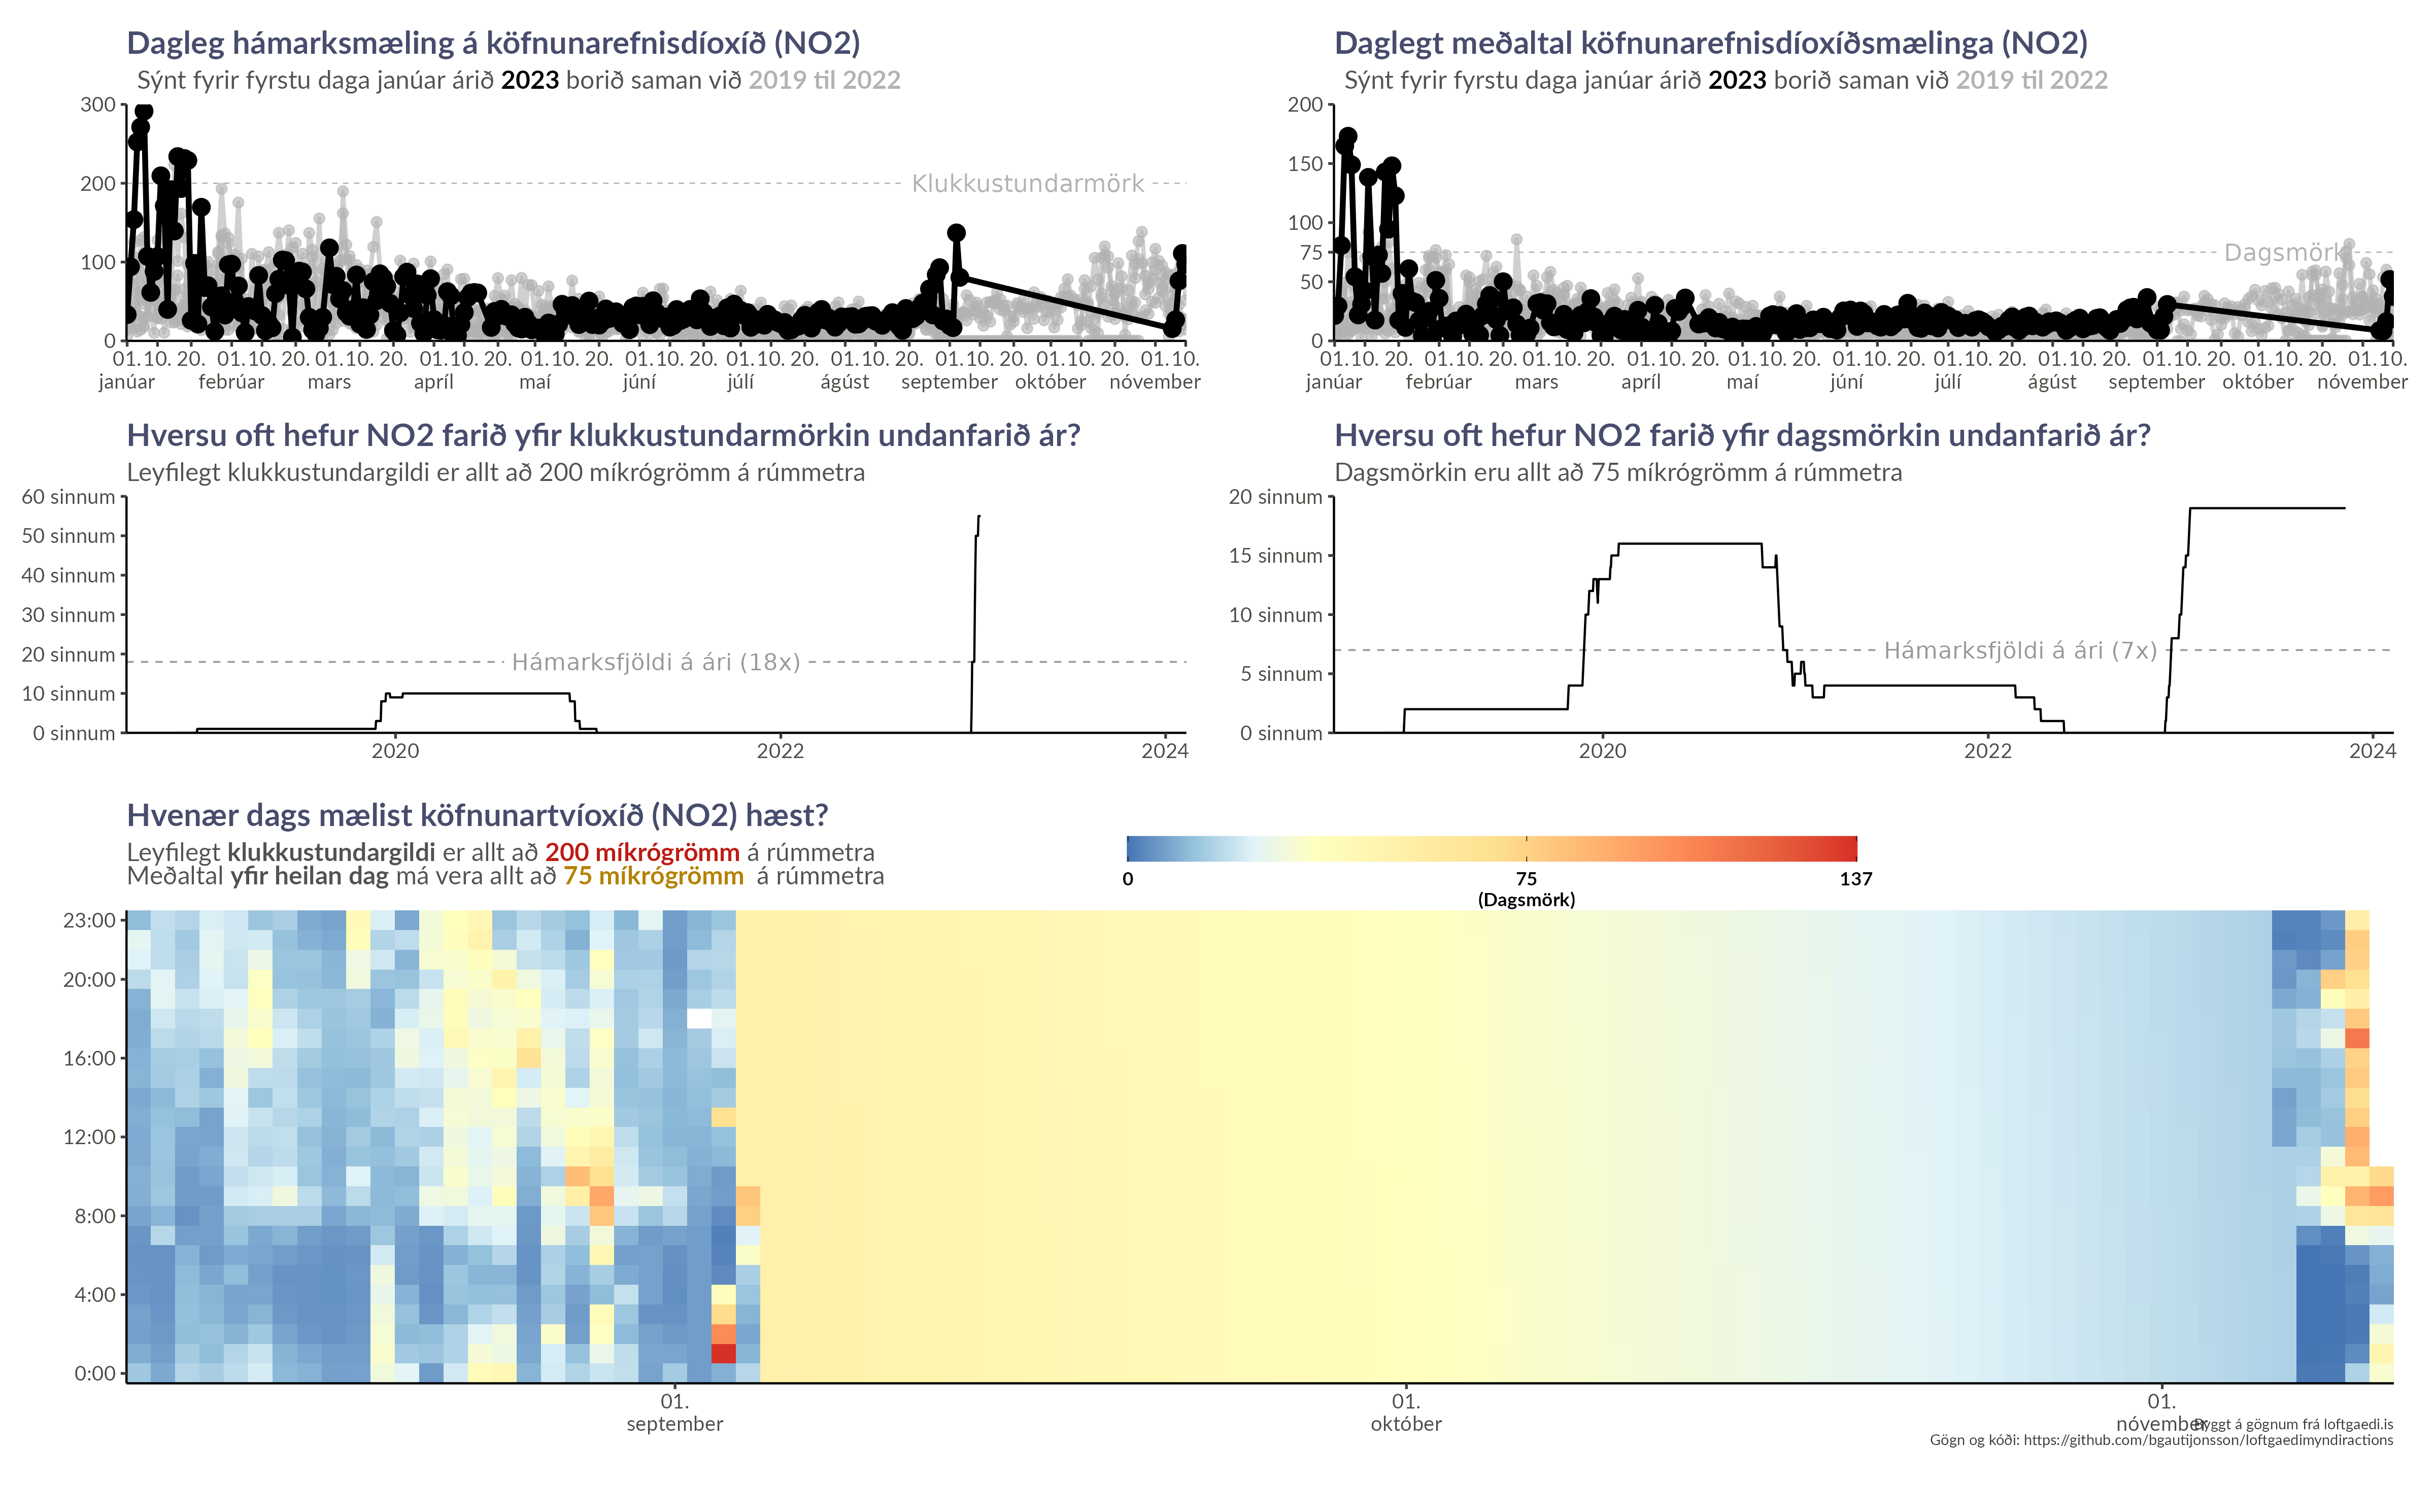 Dagleg hámarksmæling á köfnunarefnisdíoxíð (NO2)
Sýnt fyrir fyrstu daga janúar árið 2023 borið saman við 2019 til 2022
300
200
100
0
Klukkustundarmörk
01. 10. 20. 01. 10. 20. 01. 10. 20. 01. 10. 20. 01. 10. 20. 01. 10. 20. 01. 10. 20. 01. 10. 20. 01. 10. 20. 01. 10. 20. 01. 10.
janúar febrúar mars apríl maí júní júlí ágúst september október nóvember
Daglegt meðaltal köfnunarefnisdíoxíðsmælinga (NO2)
Sýnt fyrir fyrstu daga janúar árið 2023 borið saman við 2019 til 2022
200
150
100
75
50
0
Dagsmörk
01. 10. 20. 01. 10. 20. 01. 10. 20. 01. 10. 20. 01. 10. 20. 01. 10. 20. 01. 10. 20. 01. 10. 20. 01. 10. 20. 01. 10. 20. 01. 10.
janúar febrúar mars apríl maí júní júlí ágúst september október nóvember
Hversu oft hefur NO2 farið yfir klukkustundarmörkin undanfarið ár?
Leyfilegt klukkustundargildi er allt að 200 míkrógrömm á rúmmetra
60 sinnum
50 sinnum
40 sinnum
30 sinnum
20 sinnum
10 sinnum
0 sinnum
Hámarksfjöldi á ári (18x)
2020 2022 2024
Hversu oft hefur NO2 farið yfir dagsmörkin undanfarið ár?
Dagsmörkin eru allt að 75 míkrógrömm á rúmmetra
20 sinnum
15 sinnum
10 sinnum
5 sinnum
0 sinnum
Hámarksfjöldi á ári (7x)
2020 2022 2024
Hvenær dags mælist köfnunartvíoxíð (NO2) hæst?
Leyfilegt klukkustundargildi er allt að 200 míkrógrömm á rúmmetra
Meðaltal yfir heilan dag má vera allt að 75 míkrógrömm á rúmmetra
0 75 137
(Dagsmörk)
23:00
20:00
16:00
12:00
8:00
4:00
0:00
01. 01. 01.
september október nóvember
Byggt á gögnum frá loftgaedi.is
Gögn og kóði: https://github.com/bgautijonsson/loftgaedimyndiractions